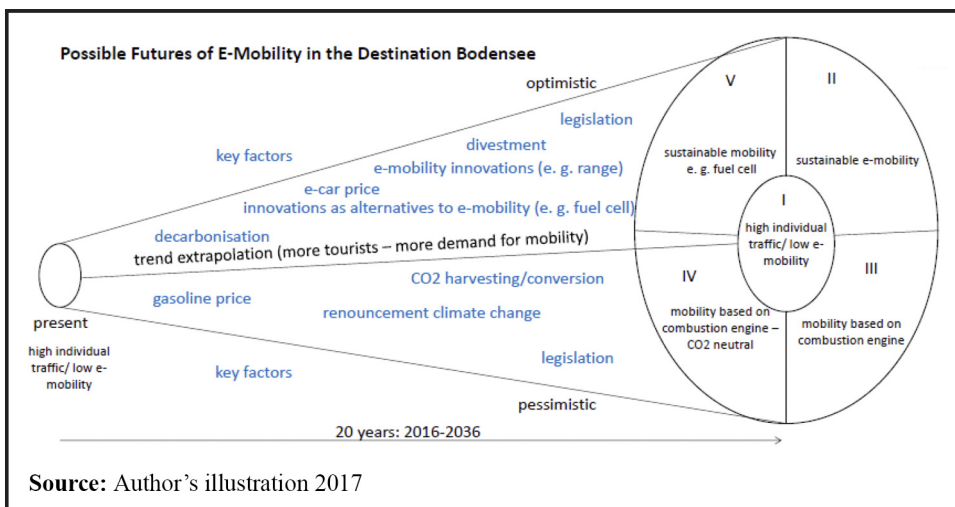 Possible Futures of E-Mobility in the Destination Bodensee
optimistic
legislation
divestment
key factors
e-mobility innovations (e. g. range)
e-car price
innovations as alternatives to e-mobility (e. g. fuel cell)
decarbonisation
trend extrapolation (more tourists – more demand for mobility)
CO2 harvesting/conversion
gasoline price
renouncement climate change
present
high individual
traffic/ low e-
mobility
legislation
key factors
pessimistic
20 years: 2016-2036
V
sustainable mobility
e. g. fuel cell
II
sustainable e-mobility
I
high individual
traffic/ low e-
mobility
IV
mobility based on
combustion engine –
CO2 neutral
III
mobility based on
combustion engine
Source: Author’s illustration 2017